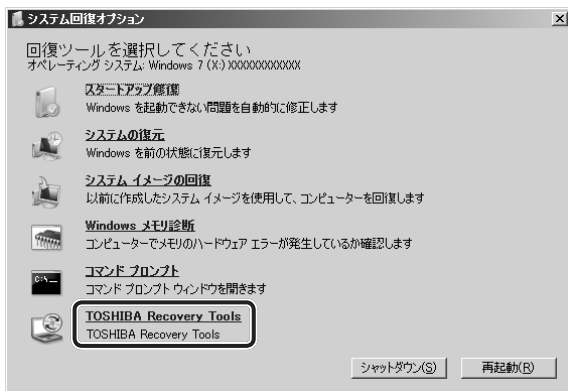 システム回復オプション
回復ツールを選択してください
オペレーティング システム: Windows 7 (X:) XXXXXXXXXXXX
スタートアップ修復
Windows を起動できない問題を自動的に修正します
システムの復元
Windows を前の状態に復元します
システム イメージの回復
以前に作成したシステム イメージを使用して、コンピューターを回復します
Windows メモリ診断
コンピューターでメモリのハードウェア エラーが発生しているか確認します
C:\_
コマンド プロンプト
コマンド プロンプト ウィンドウを開きます
TOSHIBA Recovery Tools
TOSHIBA Recovery Tools
シャットダウン(S)
再起動(R)